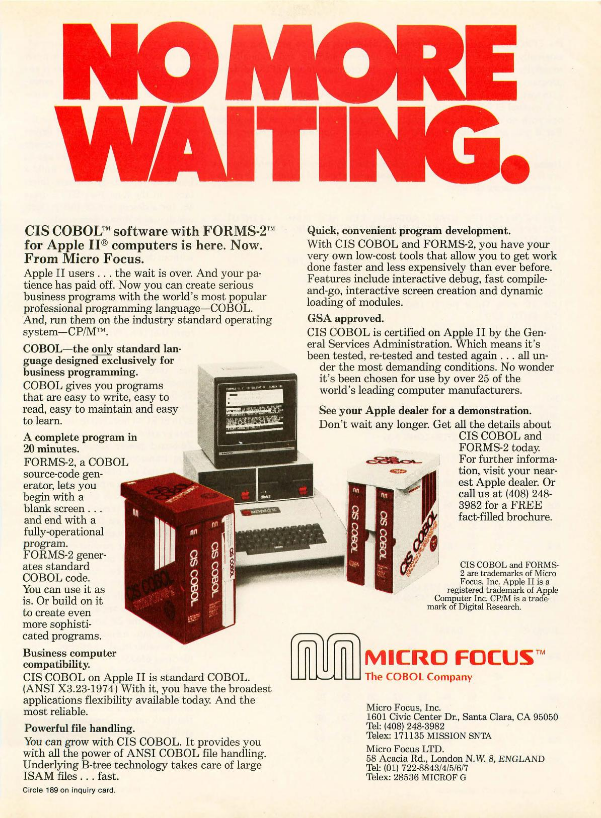 NO MORE
WAITING.
CIS COBOL™ software with FORMS-2™
for Apple II® computers is here. Now.
From Micro Focus.
Apple II users . . . the wait is over. And your pa-
tience has paid off. Now you can create serious
business programs with the world's most popular
professional programming language—COBOL.
And, run them on the industry standard operating
system—CP/M™.
COBOL—the only standard lan-
guage designed exclusively for
business programming.
COBOL gives you programs
that are easy to write, easy to
read, easy to maintain and easy
to learn.
A complete program in
20 minutes.
FORMS-2, a COBOL
source-code gen-
erator, lets you
begin with a
blank screen . . .
and end with a
fully-operational
program.
FORMS-2 gener-
ates standard
COBOL code.
You can use it as
is. Or build on it
to create even
more sophisti-
cated programs.
Business computer
compatibility.
CIS COBOL on Apple II is standard COBOL.
(ANSI X3.23-1974) With it, you have the broadest
applications flexibility available today. And the
most reliable.
Powerful file handling.
You can grow with CIS COBOL. It provides you
with all the power of ANSI COBOL file handling.
Underlying B-tree technology takes care of large
ISAM files . . . fast.
Circle 189 on inquiry card.
Quick, convenient program development.
With CIS COBOL and FORMS-2, you have your
very own low-cost tools that allow you to get work
done faster and less expensively than ever before.
Features include interactive debug, fast compile-
and-go, interactive screen creation and dynamic
loading of modules.
GSA approved.
CIS COBOL is certified on Apple II by the Gen-
eral Services Administration. Which means it's
been tested, re-tested and tested again . . . all un-
der the most demanding conditions. No wonder
it's been chosen for use by over 25 of the
world's leading computer manufacturers.
See your Apple dealer for a demonstration.
Don't wait any longer. Get all the details about
CIS COBOL and
FORMS-2 today.
For further informa-
tion, visit your near-
est Apple dealer. Or
call us at (408) 248-
3982 for a FREE
fact-filled brochure.
CIS COBOL
CIS COBOL
CIS COBOL
CIS COBOL
CIS COBOL
CIS COBOL
CIS COBOL and FORMS-
2 are trademarks of Micro
Focus, Inc. Apple II is a
registered trademark of Apple
Computer Inc. CP/M is a trade-
mark of Digital Research.
MICRO FOCUS™
The COBOL Company
Micro Focus, Inc.
1601 Civic Center Dr., Santa Clara, CA 95050
Tel: (408) 248-3982
Telex: 171135 MISSION SNTA
Micro Focus LTD.
58 Acacia Rd., London N.W. 8, ENGLAND
Tel: (01) 722-8843/4/5/6/7
Telex: 28536 MICROF G